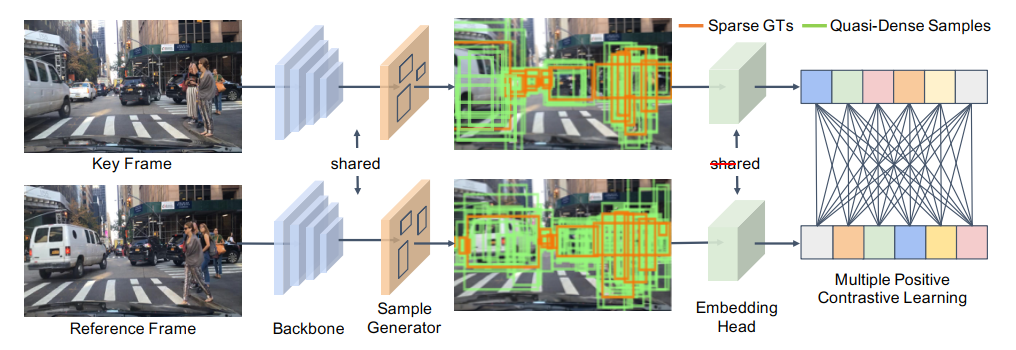 Sparse GTs
Quasi-Dense Samples
Key Frame
shared
shared
Reference Frame
Backbone
Sample
Generator
Embedding
Head
Multiple Positive
Contrastive Learning